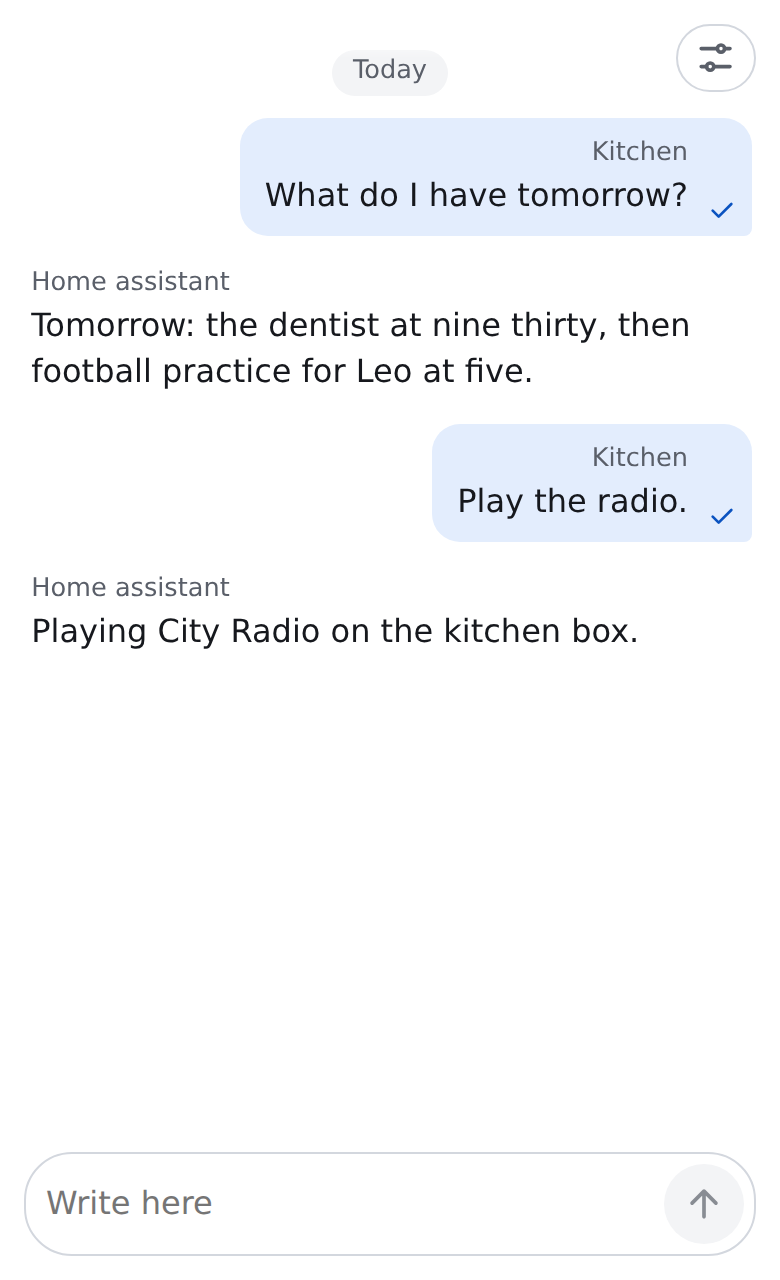 Today
Kitchen
What do I have tomorrow?
Home assistant
Tomorrow: the dentist at nine thirty, then
football practice for Leo at five.
Kitchen
Play the radio.
Home assistant
Playing City Radio on the kitchen box.
Write here